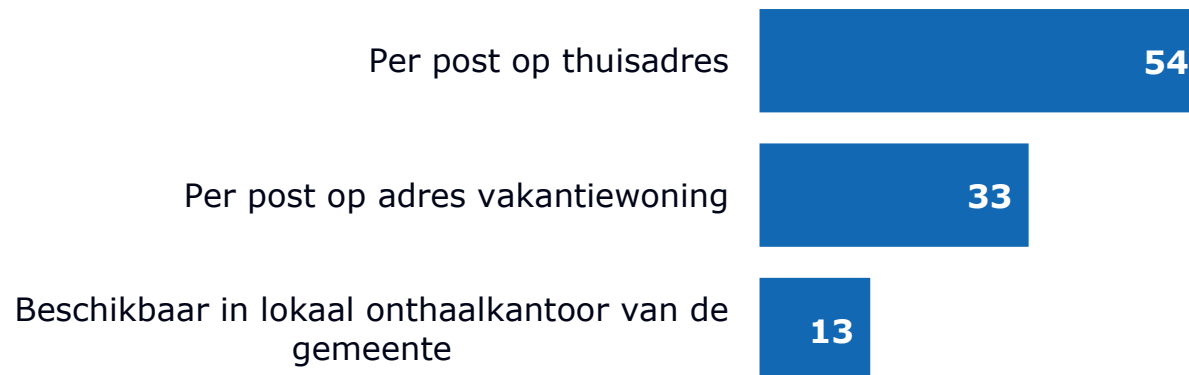 Per post op thuisadres
54
Per post op adres vakantiewoning
33
Beschikbaar in lokaal onthaalkantoor van de
gemeente
13